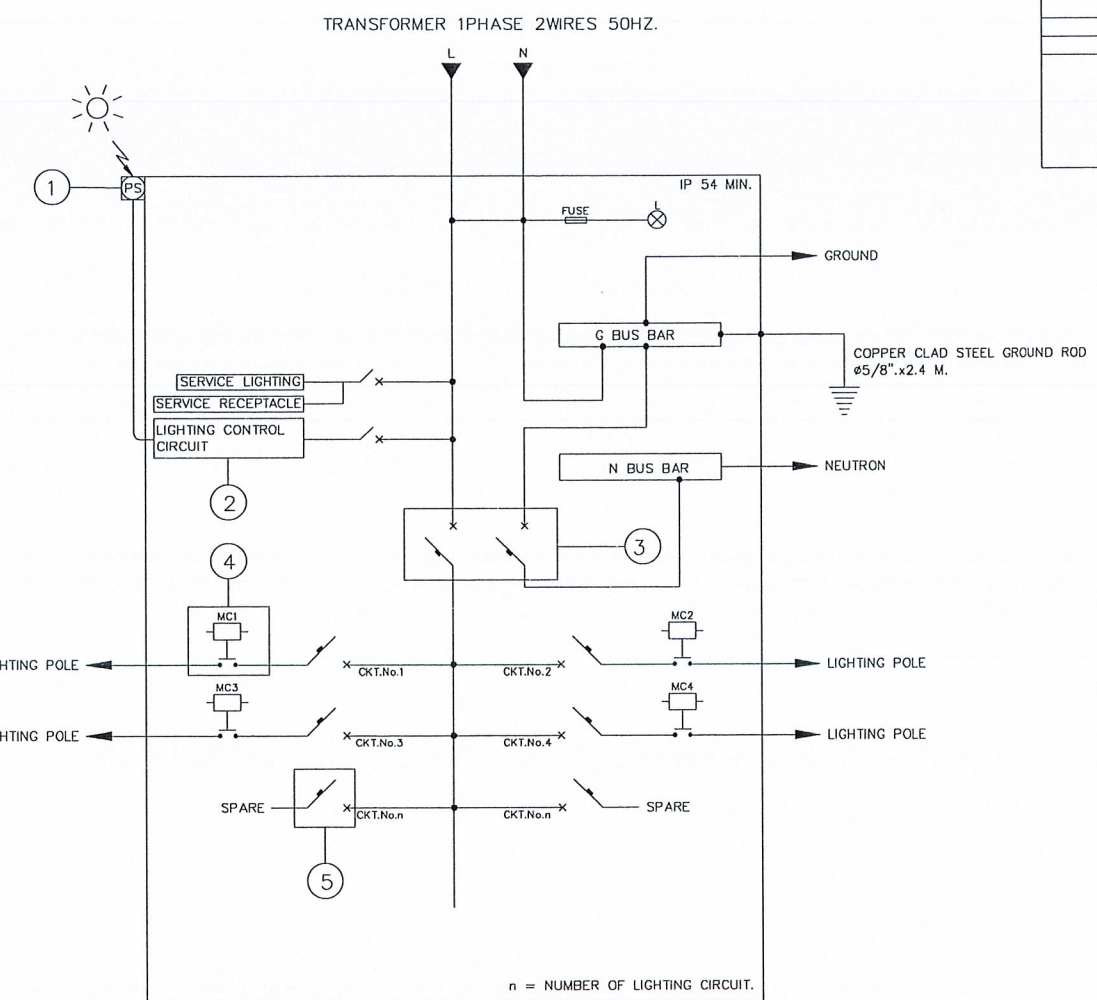 TRANSFORMER 1PHASE 2WIRES 50HZ.
L
N
1
PS
IP 54 MIN.
FUSE
L
GROUND
G BUS BAR
COPPER CLAD STEEL GROUND ROD
ø5/8".x2.4 M.
SERVICE LIGHTING
SERVICE RECEPTACLE
LIGHTING CONTROL
CIRCUIT
N BUS BAR
NEUTRON
2
3
4
MC1
MC2
HTING POLE
CKT.No.1
CKT.No.2
LIGHTING POLE
MC3
MC4
HTING POLE
CKT.No.3
CKT.No.4
LIGHTING POLE
SPARE
CKT.No.n
CKT.No.n
SPARE
5
n = NUMBER OF LIGHTING CIRCUIT.